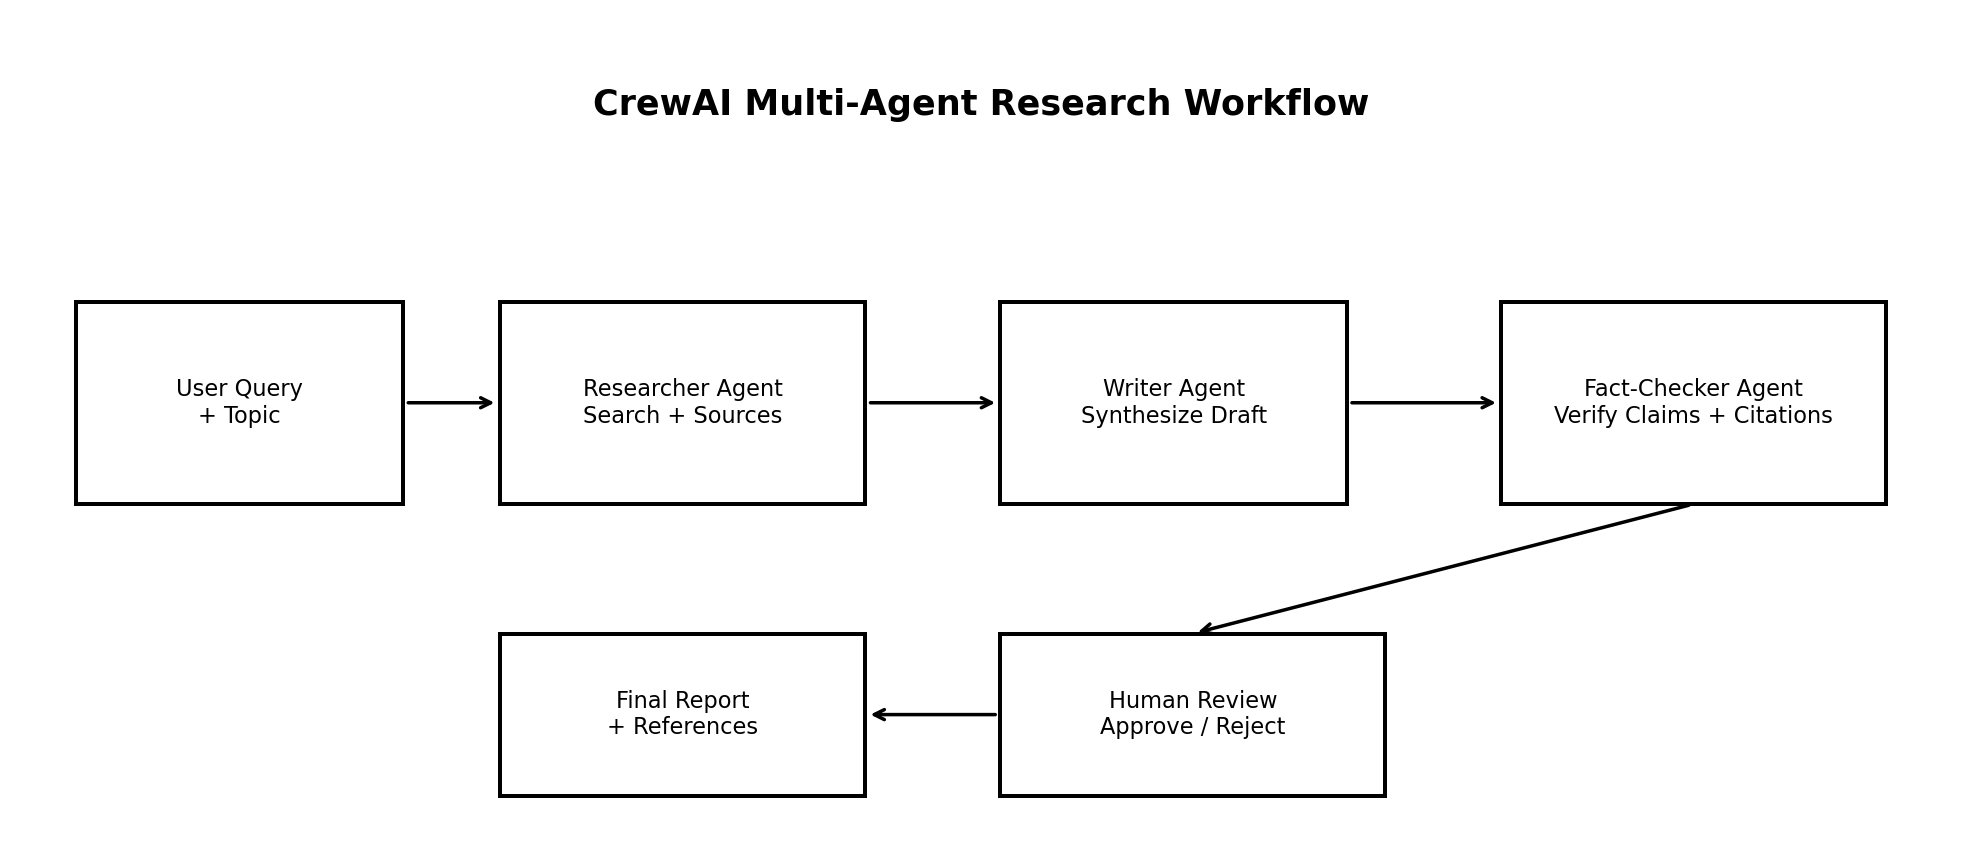 CrewAI Multi-Agent Research Workflow
User Query
+ Topic
Researcher Agent
Search + Sources
Writer Agent
Synthesize Draft
Fact-Checker Agent
Verify Claims + Citations
Final Report
+ References
Human Review
Approve / Reject